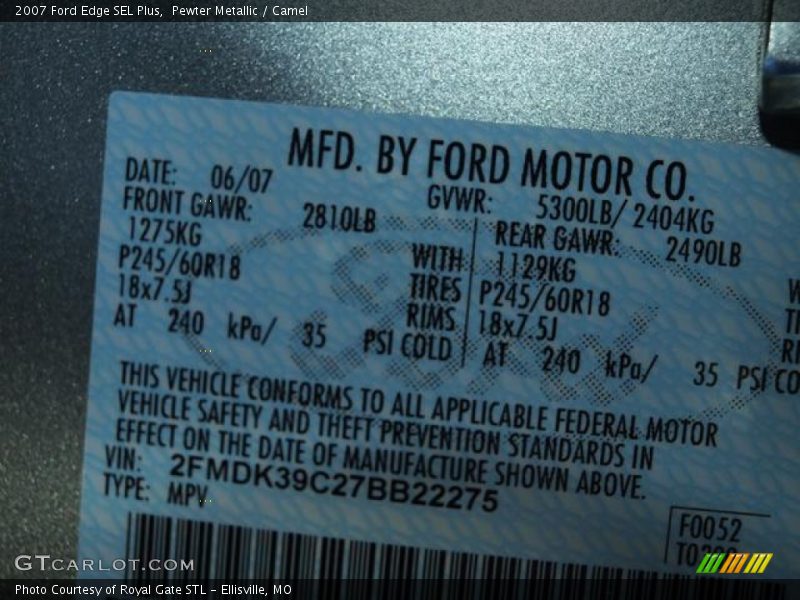 2007 Ford Edge SEL Plus,  Pewter Metallic / Camel
MFD. BY FORD MOTOR CO.
DATE: 06/07 GVWR: 5300LB/ 2404KG
FRONT GAWR: 2810LB REAR GAWR: 2490LB
1275KG WITH 1129KG
P245/60R18 TIRES P245/60R18
18x7.5J RIMS 18x7.5J
AT 240 kPa/ 35 PSI COLD AT 240 kPa/ 35 PSI CO
THIS VEHICLE CONFORMS TO ALL APPLICABLE FEDERAL MOTOR
VEHICLE SAFETY AND THEFT PREVENTION STANDARDS IN
EFFECT ON THE DATE OF MANUFACTURE SHOWN ABOVE.
VIN: 2FMDK39C27BB22275
TYPE: MPV
F0052
GTCARLOT.COM
Photo Courtesy of Royal Gate STL - Ellisville, MO